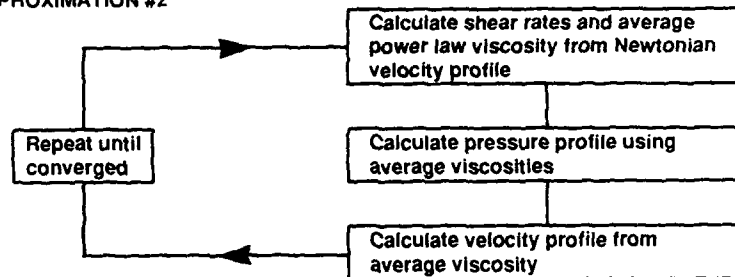 PROXIMATION #2
Calculate shear rates and average
power law viscosity from Newtonian
velocity profile
Repeat until
converged
Calculate pressure profile using
average viscosities
Calculate velocity profile from
average viscosity